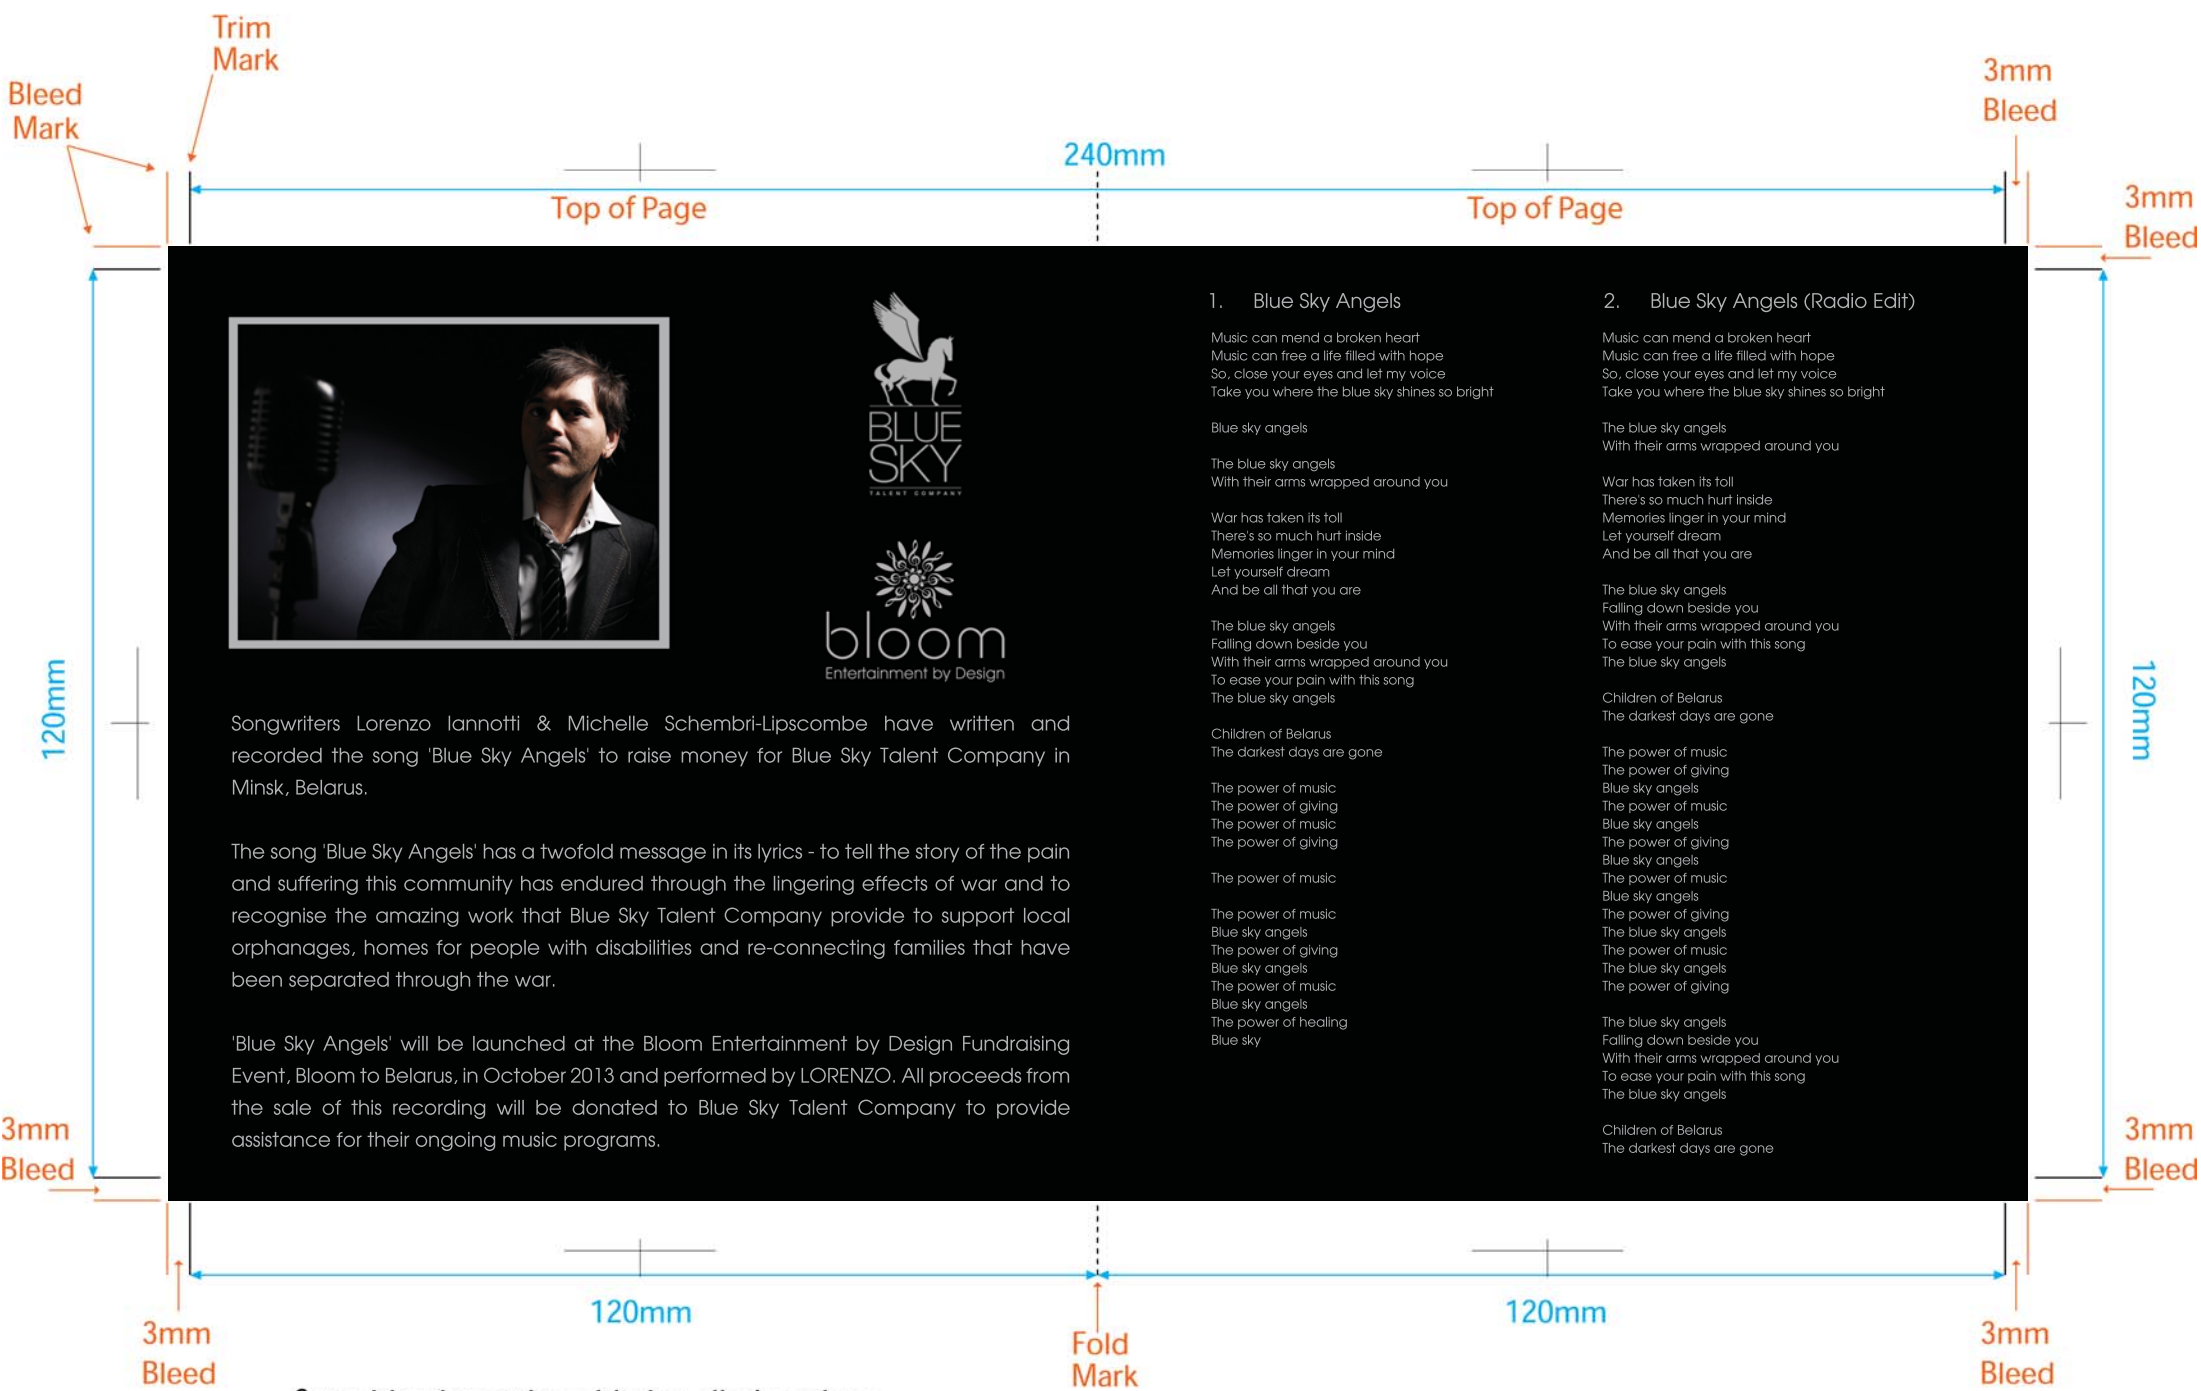 Trim
Mark
Bleed
Mark
3mm
Bleed
240mm
Top of Page
Top of Page
3mm
Bleed
BLUE
SKY
TALENT COMPANY
bloom
Entertainment by Design
120mm
Songwriters Lorenzo Iannotti & Michelle Schembri-Lipscombe have written and
recorded the song 'Blue Sky Angels' to raise money for Blue Sky Talent Company in
Minsk, Belarus.
The song 'Blue Sky Angels' has a twofold message in its lyrics - to tell the story of the pain
and suffering this community has endured through the lingering effects of war and to
recognise the amazing work that Blue Sky Talent Company provide to support local
orphanages, homes for people with disabilities and re-connecting families that have
been separated through the war.
'Blue Sky Angels' will be launched at the Bloom Entertainment by Design Fundraising
Event, Bloom to Belarus, in October 2013 and performed by LORENZO. All proceeds from
the sale of this recording will be donated to Blue Sky Talent Company to provide
assistance for their ongoing music programs.
1. Blue Sky Angels
Music can mend a broken heart
Music can free a life filled with hope
So, close your eyes and let my voice
Take you where the blue sky shines so bright
Blue sky angels
The blue sky angels
With their arms wrapped around you
War has taken its toll
There's so much hurt inside
Memories linger in your mind
Let yourself dream
And be all that you are
The blue sky angels
Falling down beside you
With their arms wrapped around you
To ease your pain with this song
The blue sky angels
Children of Belarus
The darkest days are gone
The power of music
The power of giving
The power of music
The power of giving
The power of music
The power of music
Blue sky angels
The power of giving
Blue sky angels
The power of music
Blue sky angels
The power of healing
Blue sky
2. Blue Sky Angels (Radio Edit)
Music can mend a broken heart
Music can free a life filled with hope
So, close your eyes and let my voice
Take you where the blue sky shines so bright
The blue sky angels
With their arms wrapped around you
War has taken its toll
There's so much hurt inside
Memories linger in your mind
Let yourself dream
And be all that you are
The blue sky angels
Falling down beside you
With their arms wrapped around you
To ease your pain with this song
The blue sky angels
Children of Belarus
The darkest days are gone
The power of music
The power of giving
Blue sky angels
The power of music
Blue sky angels
The power of giving
Blue sky angels
The power of music
Blue sky angels
The power of giving
The blue sky angels
The power of music
The blue sky angels
The power of giving
The blue sky angels
Falling down beside you
With their arms wrapped around you
To ease your pain with this song
The blue sky angels
Children of Belarus
The darkest days are gone
120mm
3mm
Bleed
3mm
Bleed
120mm
120mm
3mm
Bleed
Fold
Mark
3mm
Bleed